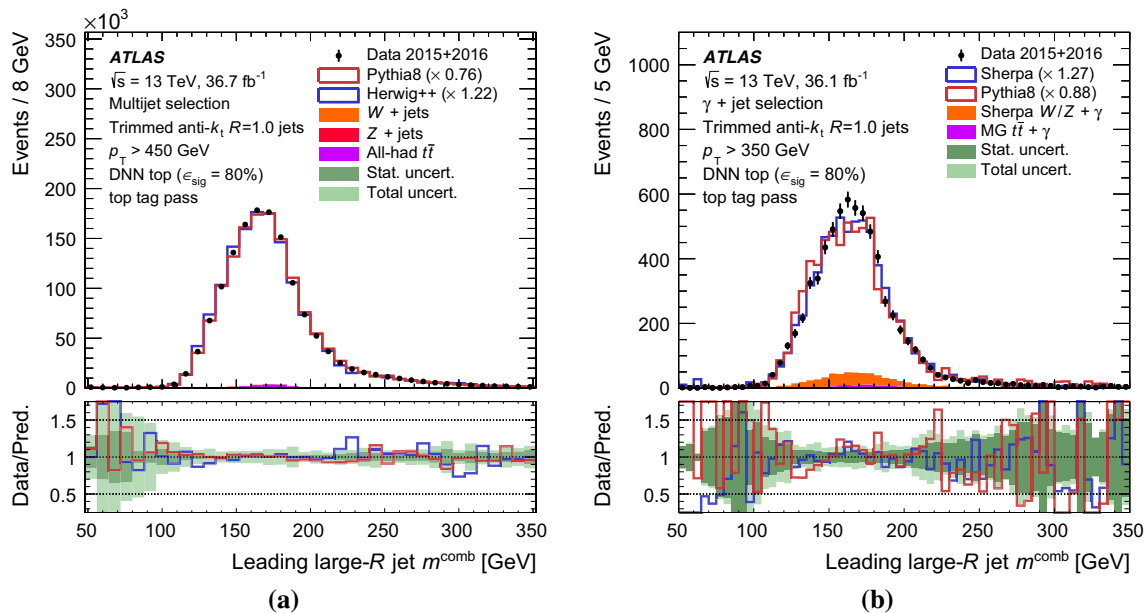 ×10³
Events / 8 GeV
350
300
250
200
150
100
50
0
ATLAS
√s = 13 TeV, 36.7 fb⁻¹
Multijet selection
Trimmed anti-kₜ R=1.0 jets
p_T > 450 GeV
DNN top (ϵ_sig = 80%)
top tag pass
Data 2015+2016
Pythia8 (× 0.76)
Herwig++ (× 1.22)
W + jets
Z + jets
All-had tt̄
Stat. uncert.
Total uncert.
Data/Pred.
1.5
1
0.5
50 100 150 200 250 300 350
Leading large-R jet m^comb [GeV]
(a)
Events / 5 GeV
1000
800
600
400
200
0
ATLAS
√s = 13 TeV, 36.1 fb⁻¹
γ + jet selection
Trimmed anti-kₜ R=1.0 jets
p_T > 350 GeV
DNN top (ϵ_sig = 80%)
top tag pass
Data 2015+2016
Sherpa (× 1.27)
Pythia8 (× 0.88)
Sherpa W/Z + γ
MG tt̄ + γ
Stat. uncert.
Total uncert.
Data/Pred.
1.5
1
0.5
50 100 150 200 250 300 350
Leading large-R jet m^comb [GeV]
(b)